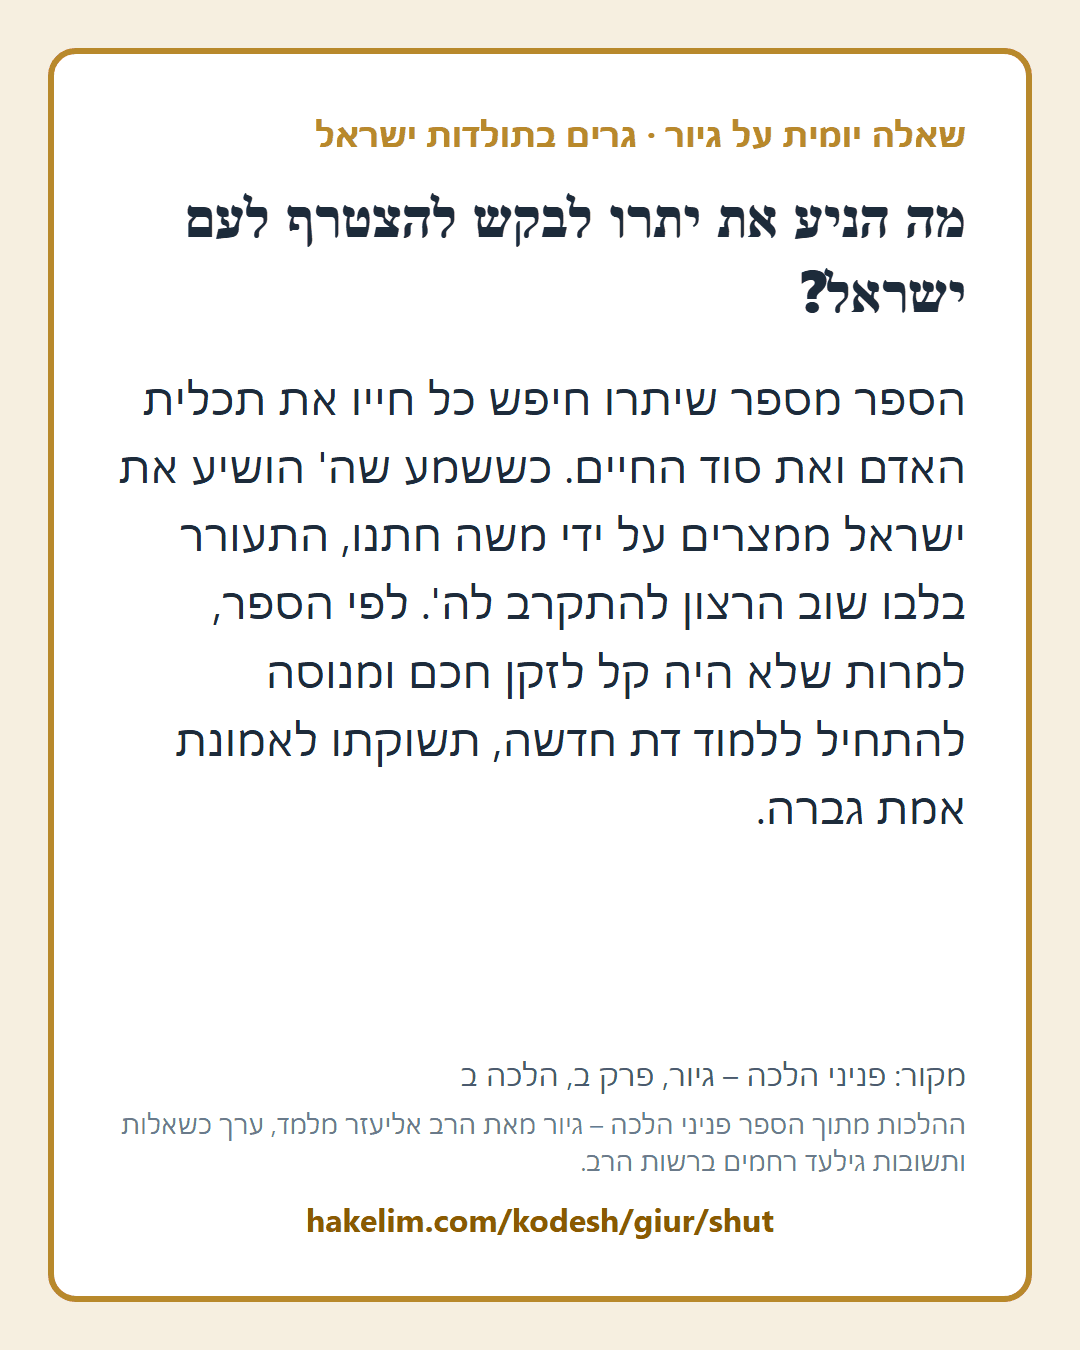 שאלה יומית על גיור · גרים בתולדות ישראל
מה הניע את יתרו לבקש להצטרף לעם
ישראל?
הספר מספר שיתרו חיפש כל חייו את תכלית
האדם ואת סוד החיים. כששמע שה' הושיע את
ישראל ממצרים על ידי משה חתנו, התעורר
בלבו שוב הרצון להתקרב לה'. לפי הספר,
למרות שלא היה קל לזקן חכם ומנוסה
להתחיל ללמוד דת חדשה, תשוקתו לאמונת
אמת גברה.
מקור: פניני הלכה – גיור, פרק ב, הלכה ב
ההלכות מתוך הספר פניני הלכה – גיור מאת הרב אליעזר מלמד, ערך כשאלות
ותשובות גילעד רחמים ברשות הרב.
hakelim.com/kodesh/giur/shut